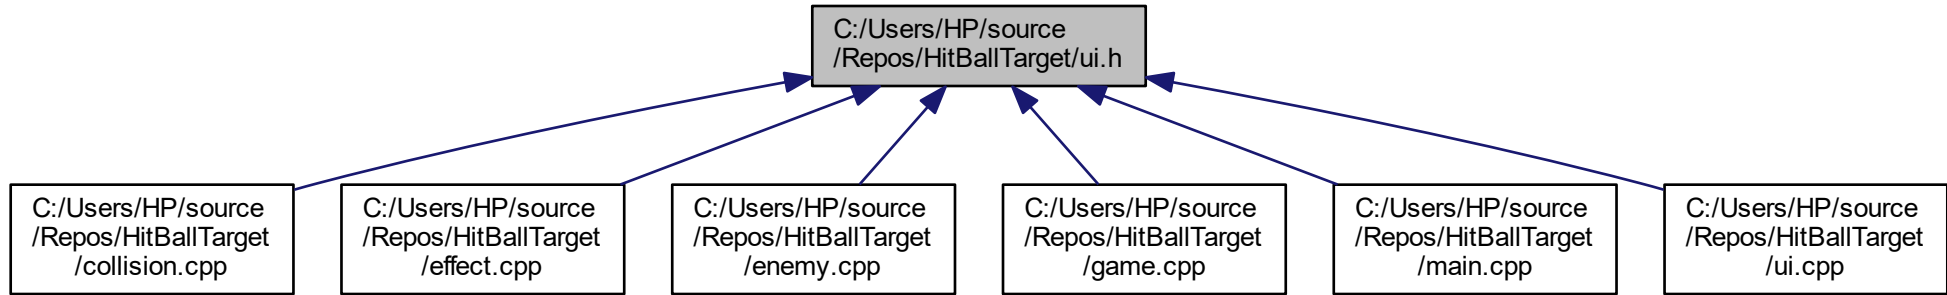 C:/Users/HP/source
/Repos/HitBallTarget/ui.h
C:/Users/HP/source
/Repos/HitBallTarget
/collision.cpp
C:/Users/HP/source
/Repos/HitBallTarget
/effect.cpp
C:/Users/HP/source
/Repos/HitBallTarget
/enemy.cpp
C:/Users/HP/source
/Repos/HitBallTarget
/game.cpp
C:/Users/HP/source
/Repos/HitBallTarget
/main.cpp
C:/Users/HP/source
/Repos/HitBallTarget
/ui.cpp